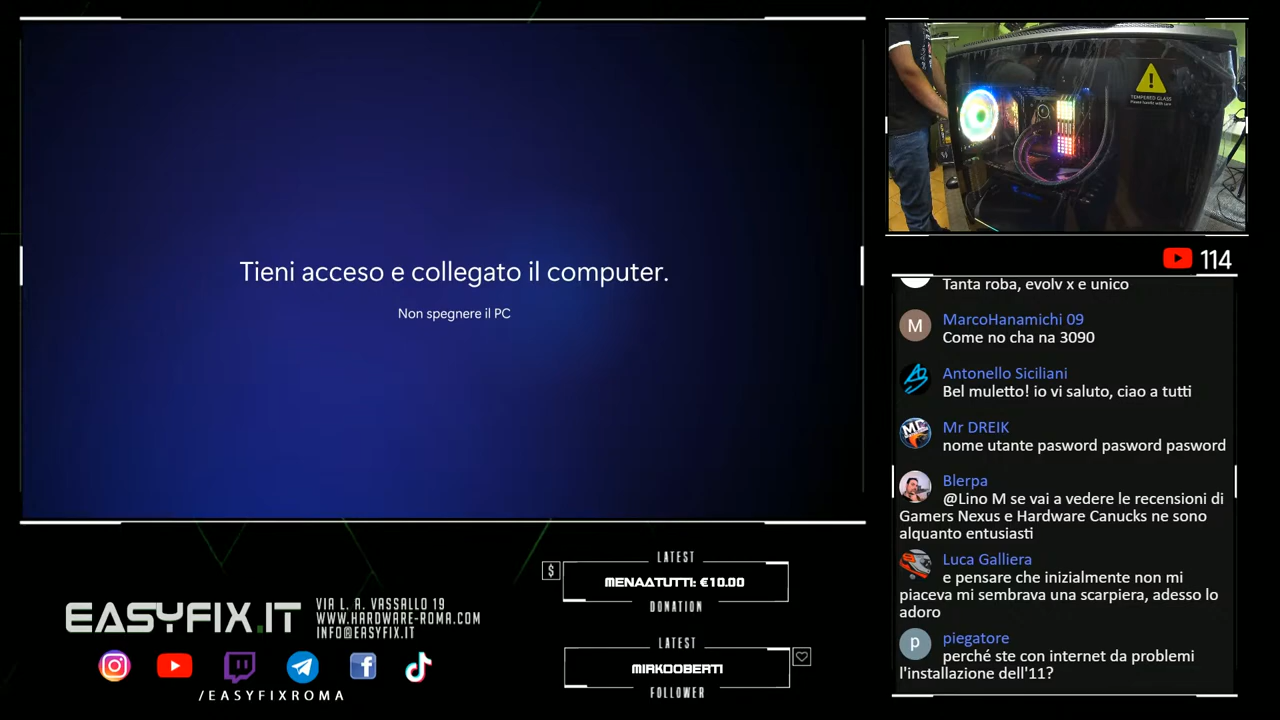 Tieni acceso e collegato il computer.
Non spegnere il PC
TEMPERED GLASS
114
Tanta roba, evolv x e unico
M
MarcoHanamichi 09
Come no cha na 3090
Antonello Siciliani
Bel muletto! io vi saluto, ciao a tutti
Mr DREIK
nome utante pasword pasword pasword
Blerpa
@Lino M se vai a vedere le recensioni di
Gamers Nexus e Hardware Canucks ne sono
alquanto entusiasti
Luca Galliera
e pensare che inizialmente non mi
piaceva mi sembrava una scarpiera, adesso lo
adoro
p
piegatore
perché ste con internet da problemi
l'installazione dell'11?
EASYFIX.IT
VIA L. A. VASSALLO 19
WWW.HARDWARE-ROMA.COM
INFO@EASYFIX.IT
/EASYFIXROMA
$
LATEST
MENAATUTTI: €10.00
DONATION
LATEST
MIRKOOBERTI
FOLLOWER